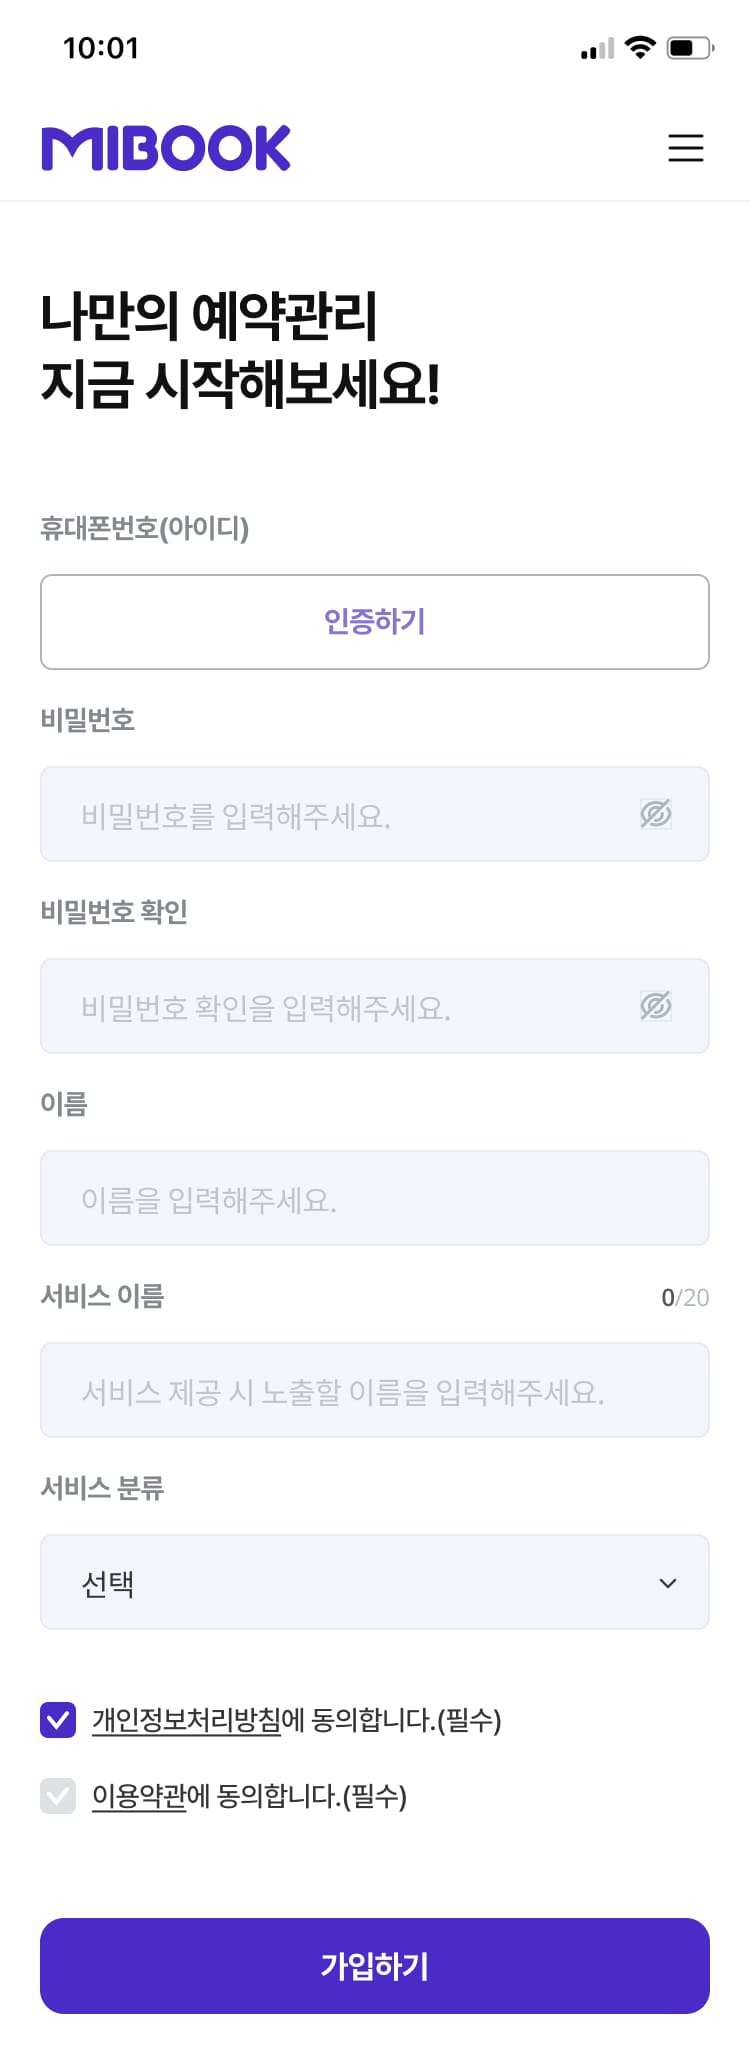 10:01
MIBOOK
나만의 예약관리
지금 시작해보세요!
휴대폰번호(아이디)
인증하기
비밀번호
비밀번호를 입력해주세요.
비밀번호 확인
비밀번호 확인을 입력해주세요.
이름
이름을 입력해주세요.
서비스 이름 0/20
서비스 제공 시 노출할 이름을 입력해주세요.
서비스 분류
선택
개인정보처리방침에 동의합니다.(필수)
이용약관에 동의합니다.(필수)
가입하기